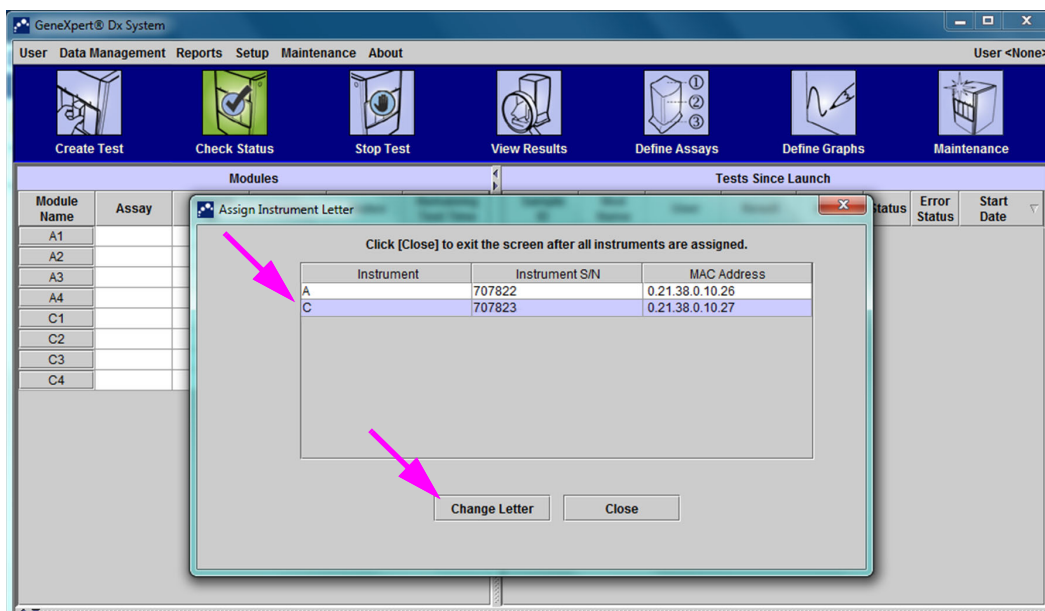 GeneXpert® Dx System
User Data Management Reports Setup Maintenance About User <None>
① ② ③
Create Test Check Status Stop Test View Results Define Assays Define Graphs Maintenance
Modules Tests Since Launch
Module Name Assay Status Error Status Start Date
Assign Instrument Letter
Click [Close] to exit the screen after all instruments are assigned.
Instrument Instrument S/N MAC Address
A 707822 0.21.38.0.10.26
C 707823 0.21.38.0.10.27
A1
A2
A3
A4
C1
C2
C3
C4
Change Letter Close